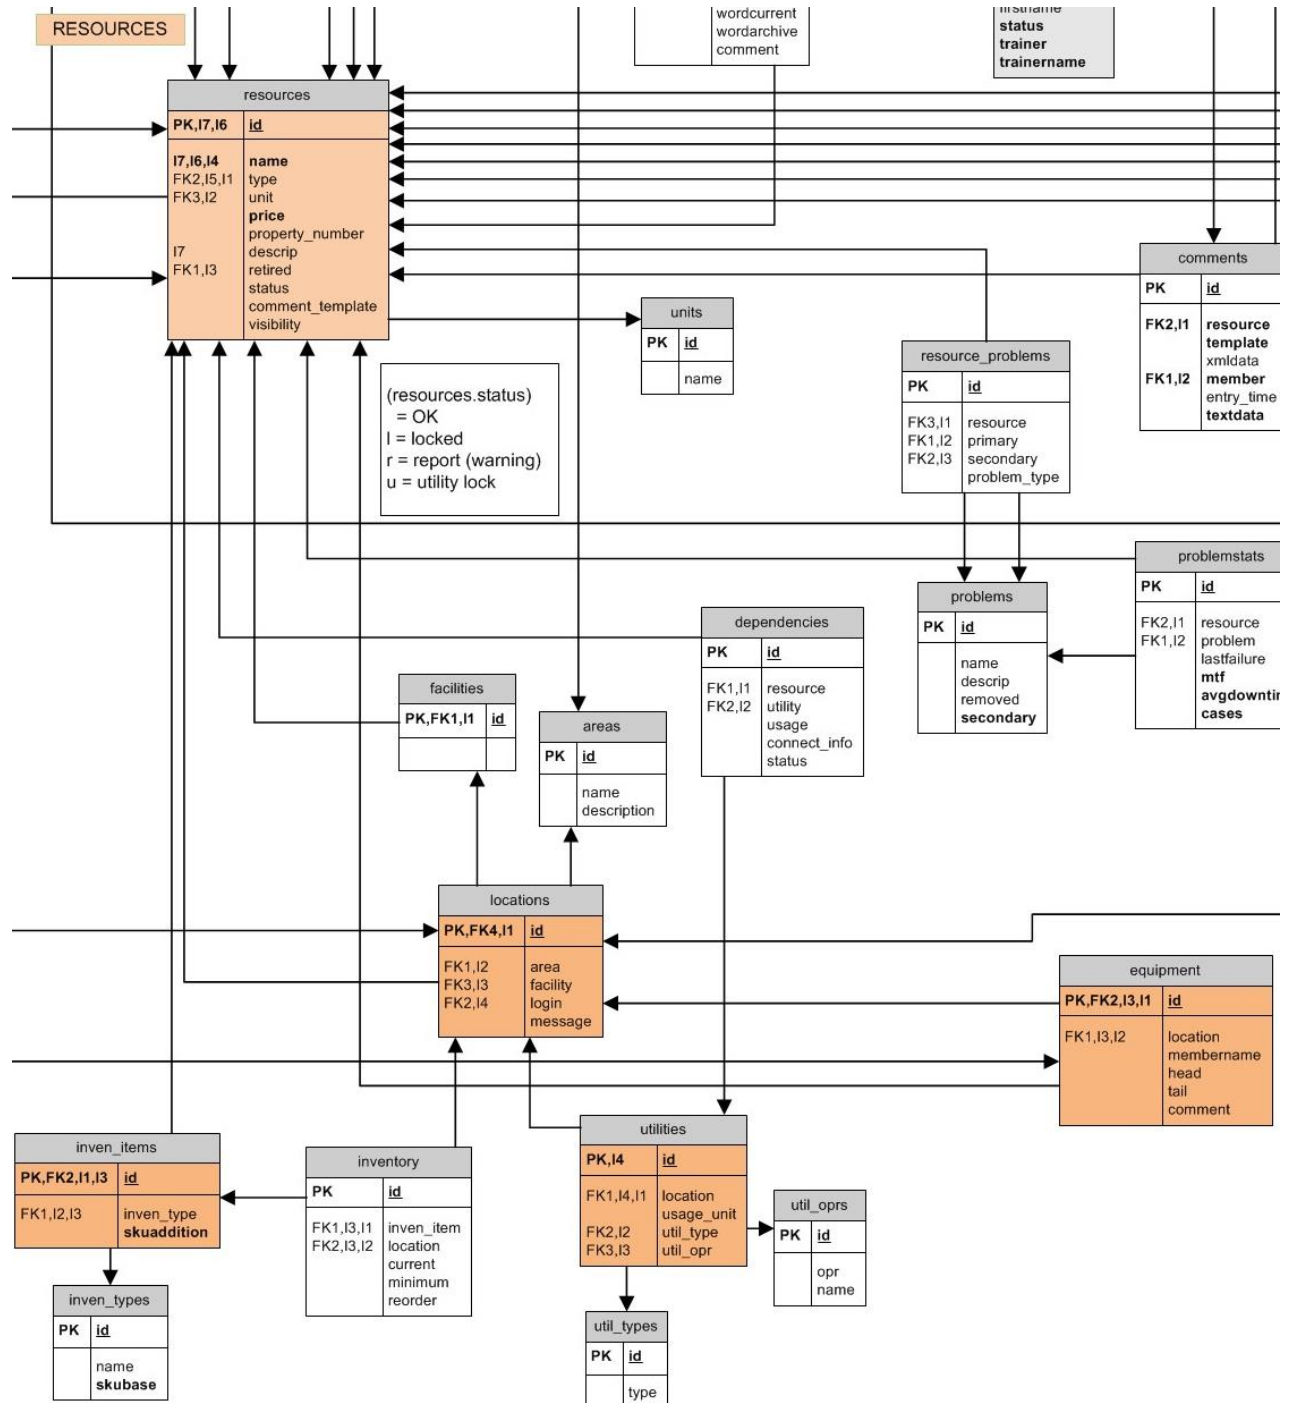 RESOURCES
wordcurrent
wordarchive
comment
firstname
status
trainer
trainername
resources
PK,I7,I6 id
I7,I6,I4 name
FK2,I5,I1 type
FK3,I2 unit
price
property_number
I7 descrip
FK1,I3 retired
status
comment_template
visibility
comments
PK id
FK2,I1 resource
template
xmldata
FK1,I2 member
entry_time
textdata
units
PK id
name
resource_problems
PK id
FK3,I1 resource
FK1,I2 primary
FK2,I3 secondary
problem_type
(resources.status)
= OK
l = locked
r = report (warning)
u = utility lock
problemstats
PK id
FK2,I1 resource
FK1,I2 problem
lastfailure
mtf
avgdowntin
cases
problems
PK id
name
descrip
removed
secondary
dependencies
PK id
FK1,I1 resource
FK2,I2 utility
usage
connect_info
status
facilities
PK,FK1,I1 id
areas
PK id
name
description
locations
PK,FK4,I1 id
FK1,I2 area
FK3,I3 facility
FK2,I4 login
message
equipment
PK,FK2,I3,I1 id
FK1,I3,I2 location
membername
head
tail
comment
inven_items
PK,FK2,I1,I3 id
FK1,I2,I3 inven_type
skuaddition
inventory
PK id
FK1,I3,I1 inven_item
FK2,I3,I2 location
current
minimum
reorder
utilities
PK,I4 id
FK1,I4,I1 location
usage_unit
FK2,I2 util_type
FK3,I3 util_opr
util_oprs
PK id
opr
name
inven_types
PK id
name
skubase
util_types
PK id
type